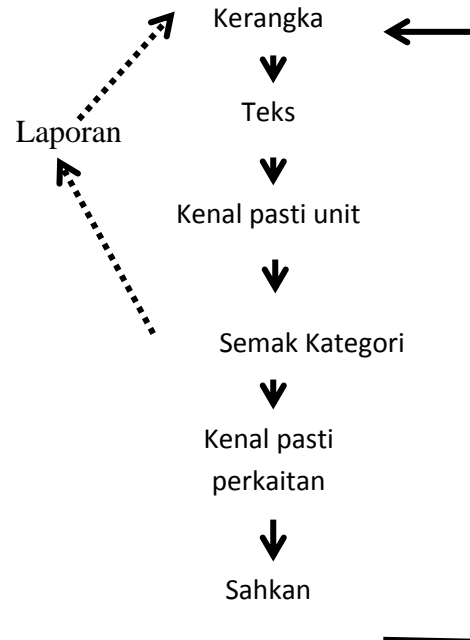 Kerangka
Teks
Laporan
Kenal pasti unit
Semak Kategori
Kenal pasti
perkaitan
Sahkan